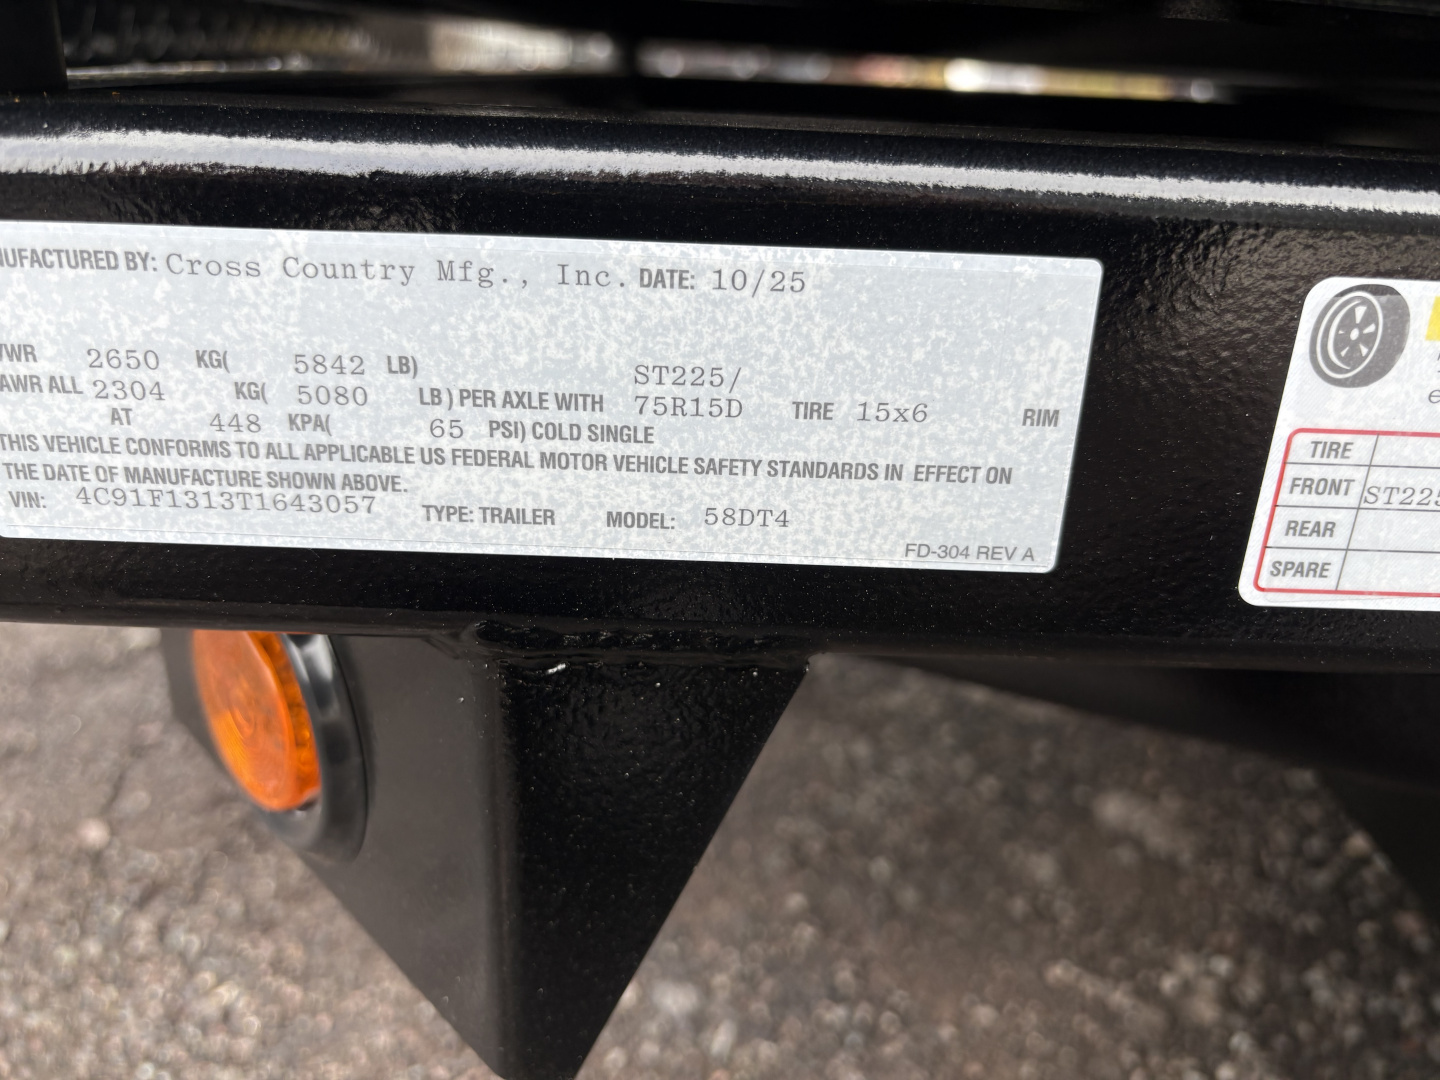 NUFACTURED BY: Cross Country Mfg., Inc. DATE: 10/25
VWR 2650 KG( 5842 LB)
AWR ALL 2304 KG( 5080 LB) PER AXLE WITH ST225/75R15D TIRE 15x6 RIM
AT 448 KPA( 65 PSI) COLD SINGLE
THIS VEHICLE CONFORMS TO ALL APPLICABLE US FEDERAL MOTOR VEHICLE SAFETY STANDARDS IN EFFECT ON
THE DATE OF MANUFACTURE SHOWN ABOVE.
VIN: 4C91F1313T1643057 TYPE: TRAILER MODEL: 58DT4
FD-304 REV A
TIRE
FRONT ST225
REAR
SPARE